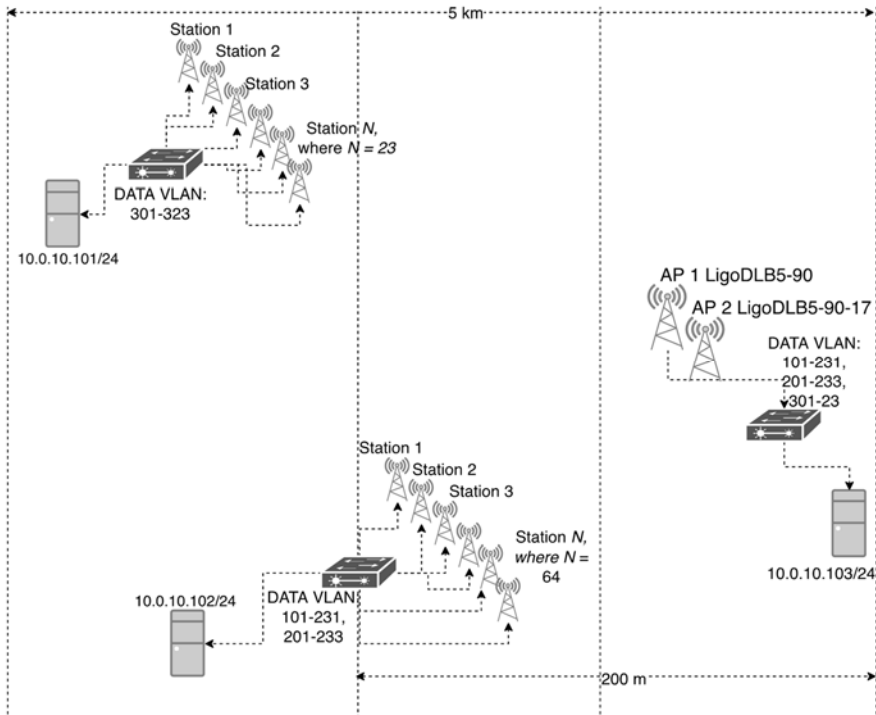 5 km
Station 1
Station 2
Station 3
Station N,
where N = 23
DATA VLAN:
301-323
10.0.10.101/24
AP 1 LigoDLB5-90
AP 2 LigoDLB5-90-17
DATA VLAN:
101-231,
201-233,
301-23
10.0.10.103/24
Station 1
Station 2
Station 3
Station N,
where N =
64
DATA VLAN:
101-231,
201-233
10.0.10.102/24
200 m